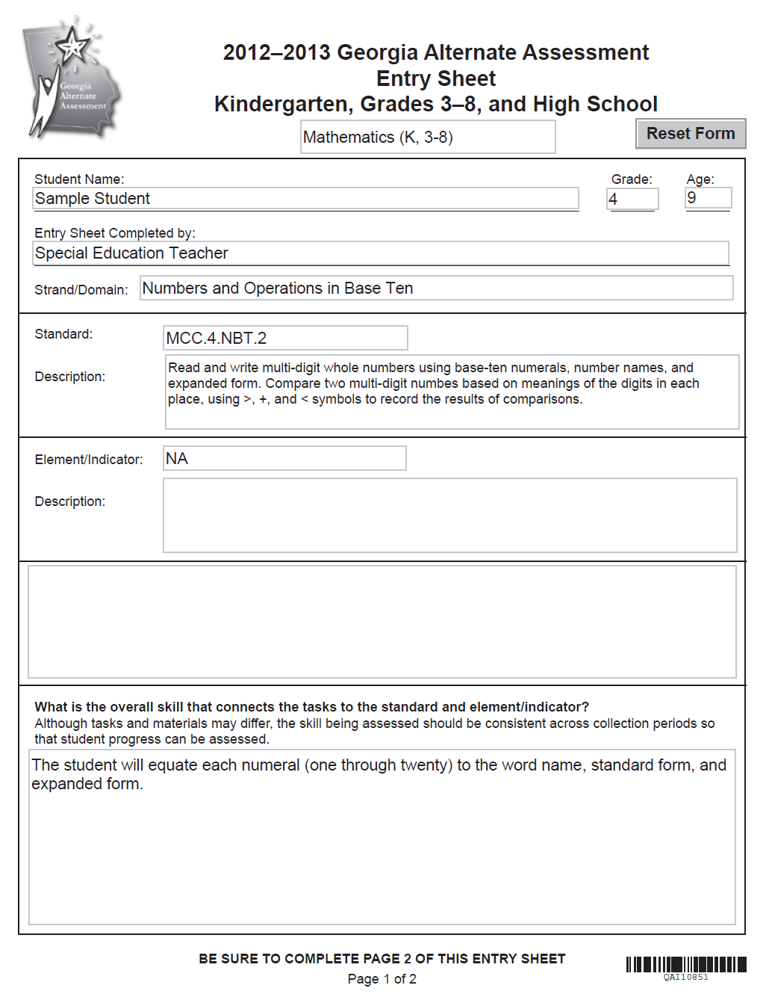 Georgia
Alternate
Assessment
2012–2013 Georgia Alternate Assessment
Entry Sheet
Kindergarten, Grades 3–8, and High School
Mathematics (K, 3-8)
Reset Form
Student Name:
Grade:
Age:
Sample Student
4
9
Entry Sheet Completed by:
Special Education Teacher
Strand/Domain:
Numbers and Operations in Base Ten
Standard:
MCC.4.NBT.2
Description:
Read and write multi-digit whole numbers using base-ten numerals, number names, and
expanded form. Compare two multi-digit numbes based on meanings of the digits in each
place, using >, +, and < symbols to record the results of comparisons.
Element/Indicator:
NA
Description:
What is the overall skill that connects the tasks to the standard and element/indicator?
Although tasks and materials may differ, the skill being assessed should be consistent across collection periods so
that student progress can be assessed.
The student will equate each numeral (one through twenty) to the word name, standard form, and
expanded form.
BE SURE TO COMPLETE PAGE 2 OF THIS ENTRY SHEET
Page 1 of 2
QAI10851